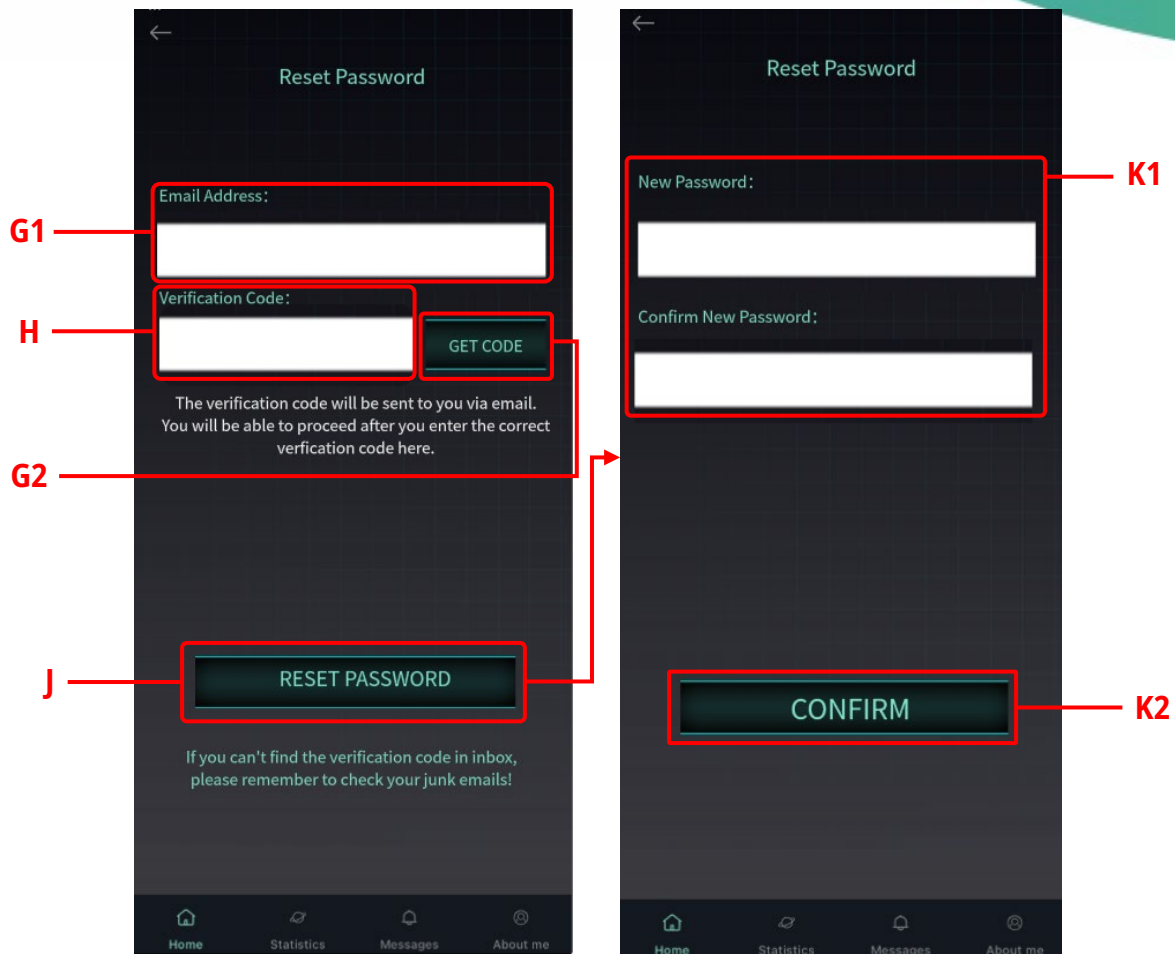 Reset Password
Email Address:
G1
Verification Code:
H
GET CODE
The verification code will be sent to you via email.
You will be able to proceed after you enter the correct
verfication code here.
G2
J
RESET PASSWORD
If you can't find the verification code in inbox,
please remember to check your junk emails!
Home Statistics Messages About me
Reset Password
K1
New Password:
Confirm New Password:
CONFIRM
K2
Home Statistics Messages About me